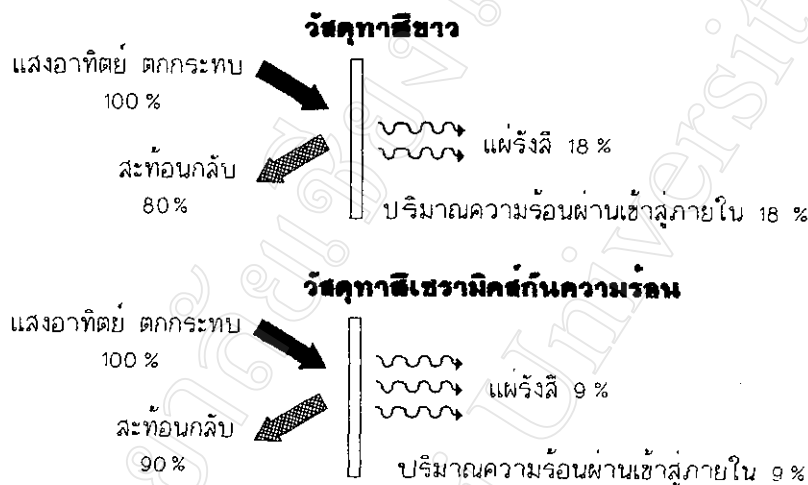 วัสดุทาสีขาว
แสงอาทิตย์ ตกกระทบ
100 %
สะท้อนกลับ
80 %
แผ่รังสี 18 %
ปริมาณความร้อนผ่านเข้าสู่ภายใน 18 %
วัสดุทาสีเซรามิคส์กันความร้อน
แสงอาทิตย์ ตกกระทบ
100 %
สะท้อนกลับ
90 %
แผ่รังสี 9 %
ปริมาณความร้อนผ่านเข้าสู่ภายใน 9 %